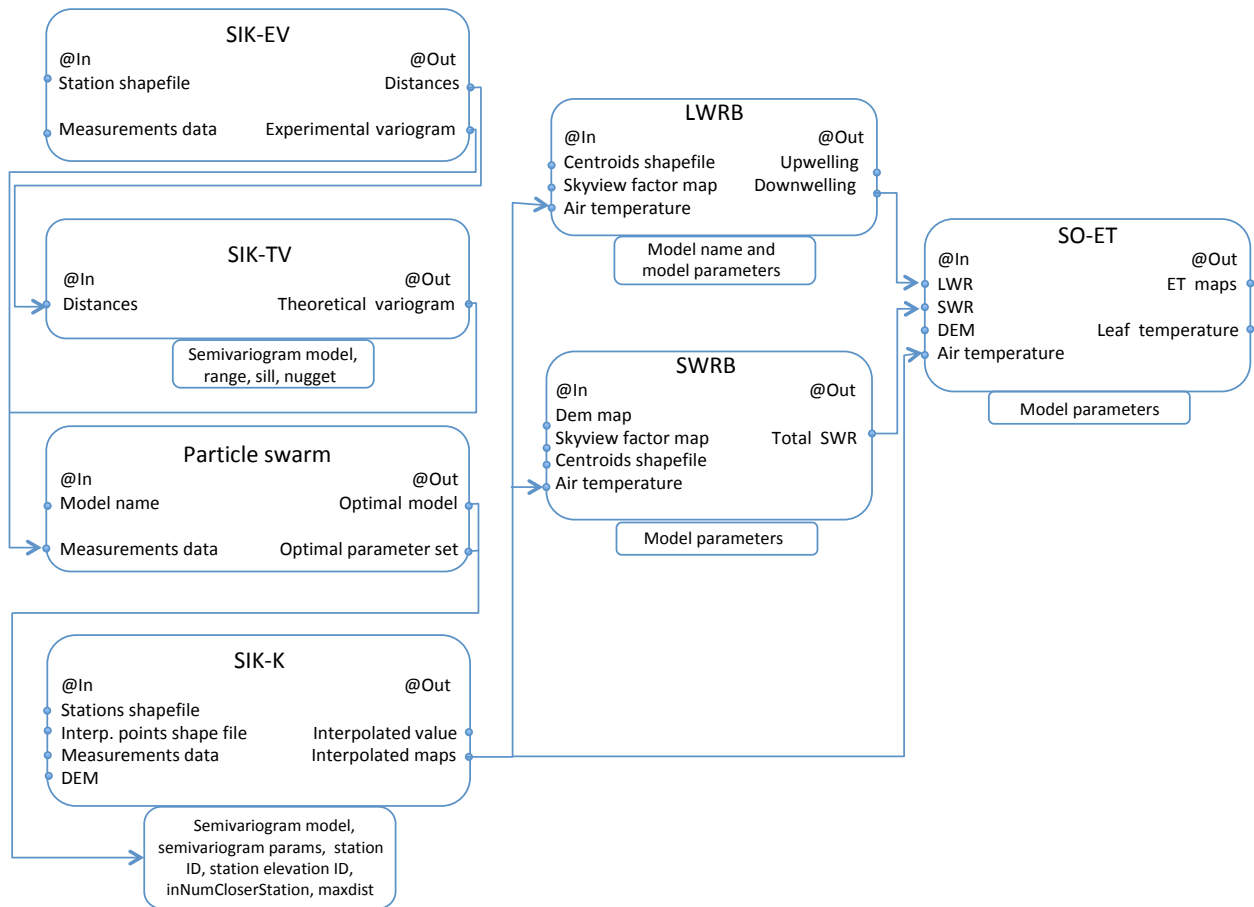 SIK-EV
@In
@Out
Station shapefile
Distances
Measurements data
Experimental variogram
SIK-TV
@In
@Out
Distances
Theoretical variogram
Semivariogram model,
range, sill, nugget
Particle swarm
@In
@Out
Model name
Optimal model
Measurements data
Optimal parameter set
SIK-K
@In
@Out
Stations shapefile
Interp. points shape file
Interpolated value
Measurements data
Interpolated maps
DEM
Semivariogram model,
semivariogram params, station
ID, station elevation ID,
inNumCloserStation, maxdist
LWRB
@In
@Out
Centroids shapefile
Upwelling
Skyview factor map
Downwelling
Air temperature
Model name and
model parameters
SWRB
@In
@Out
Dem map
Skyview factor map
Total SWR
Centroids shapefile
Air temperature
Model parameters
SO-ET
@In
@Out
LWR
ET maps
SWR
DEM
Leaf temperature
Air temperature
Model parameters